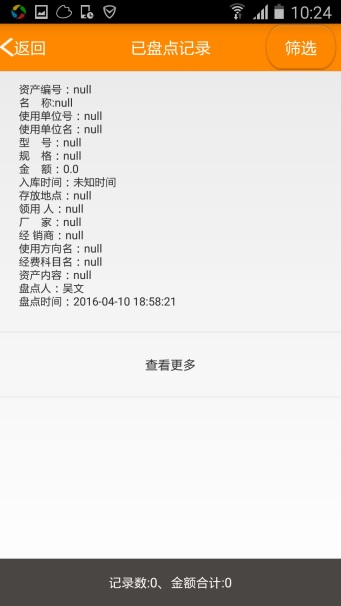 10:24
返回
已盘点记录
筛选
资产编号：null
名    称:null
使用单位号：null
使用单位名：null
型    号：null
规    格：null
金    额：0.0
入库时间：未知时间
存放地点：null
领用 人：null
厂    家：null
经 销商：null
使用方向名：null
经费科目名：null
资产内容：null
盘点人：吴文
盘点时间：2016-04-10 18:58:21
查看更多
记录数:0、金额合计:0